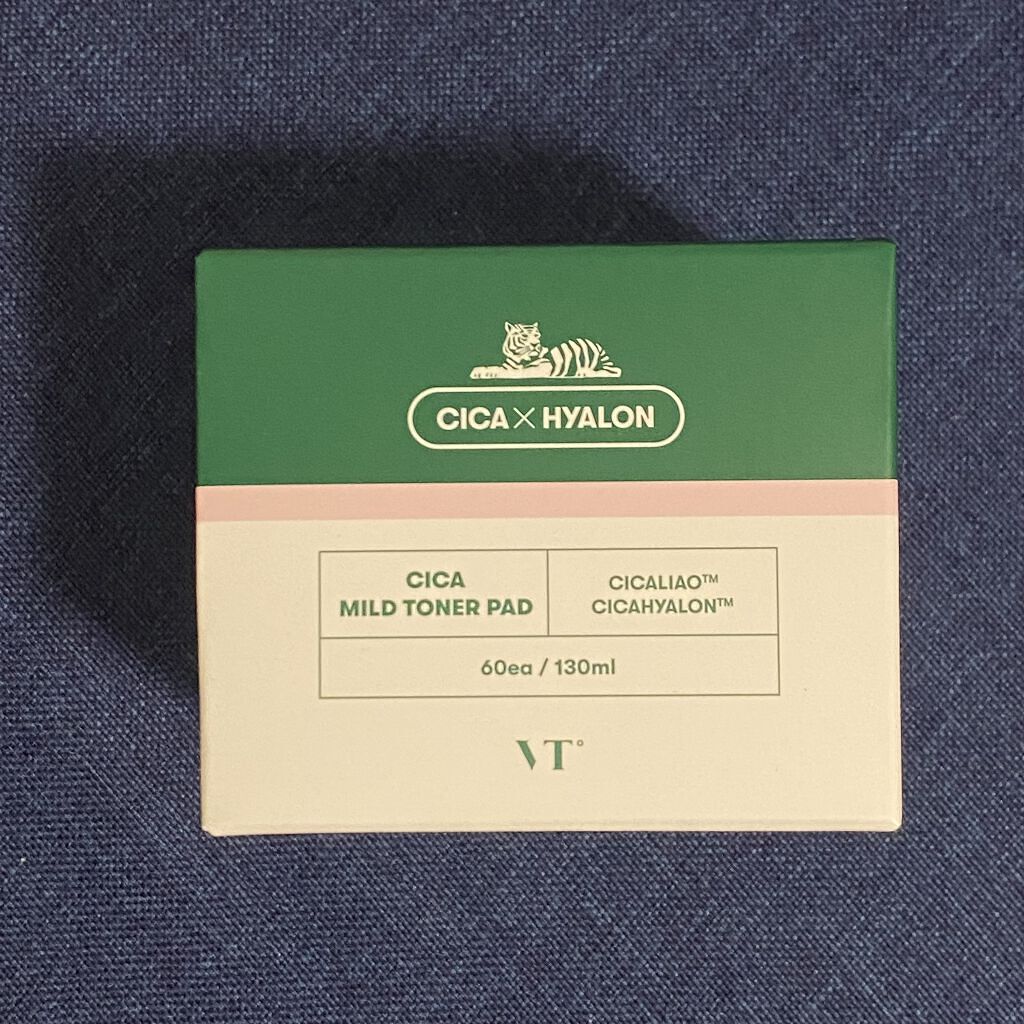 CICA × HYALON
CICA
MILD TONER PAD
CICALIAO™
CICAHYALON™
60ea / 130ml
VT°